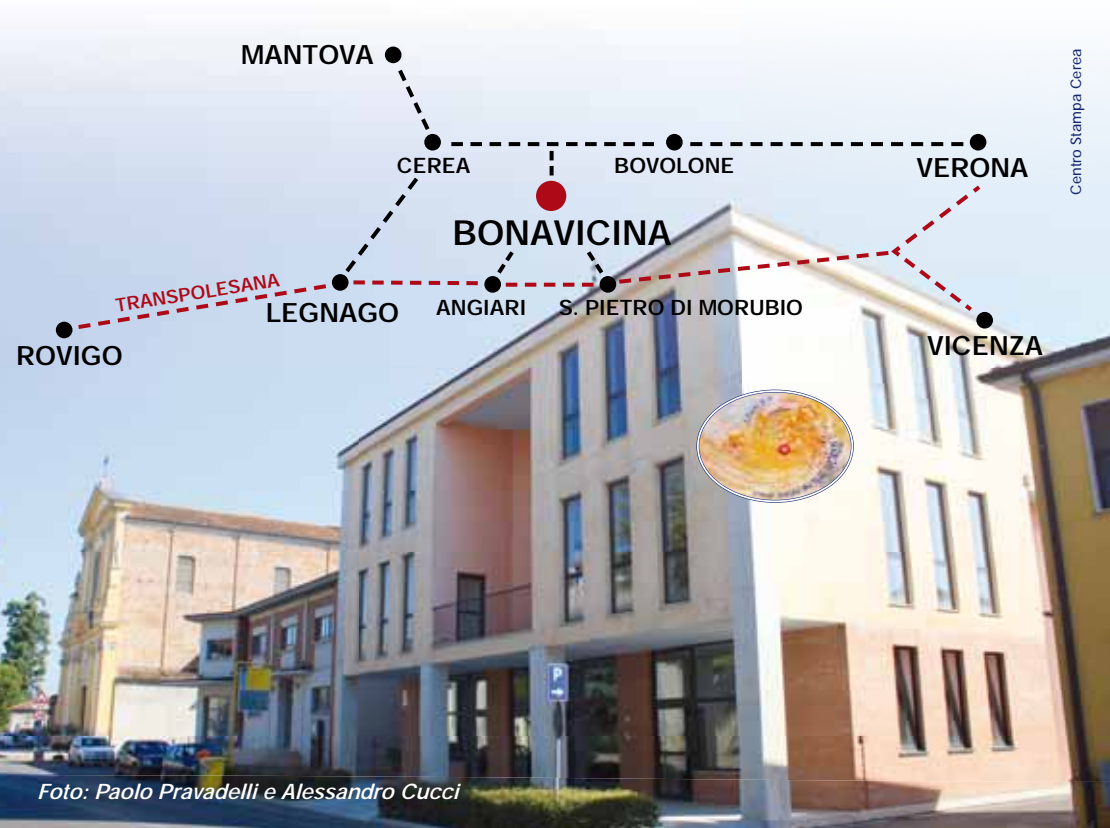 MANTOVA
Centro Stampa Cerea
CEREA
BOVOLONE
VERONA
BONAVICINA
TRANSPOLESANA
LEGNAGO
ANGIARI
S. PIETRO DI MORUBIO
ROVIGO
VICENZA
P
Foto: Paolo Pravadelli e Alessandro Cucci